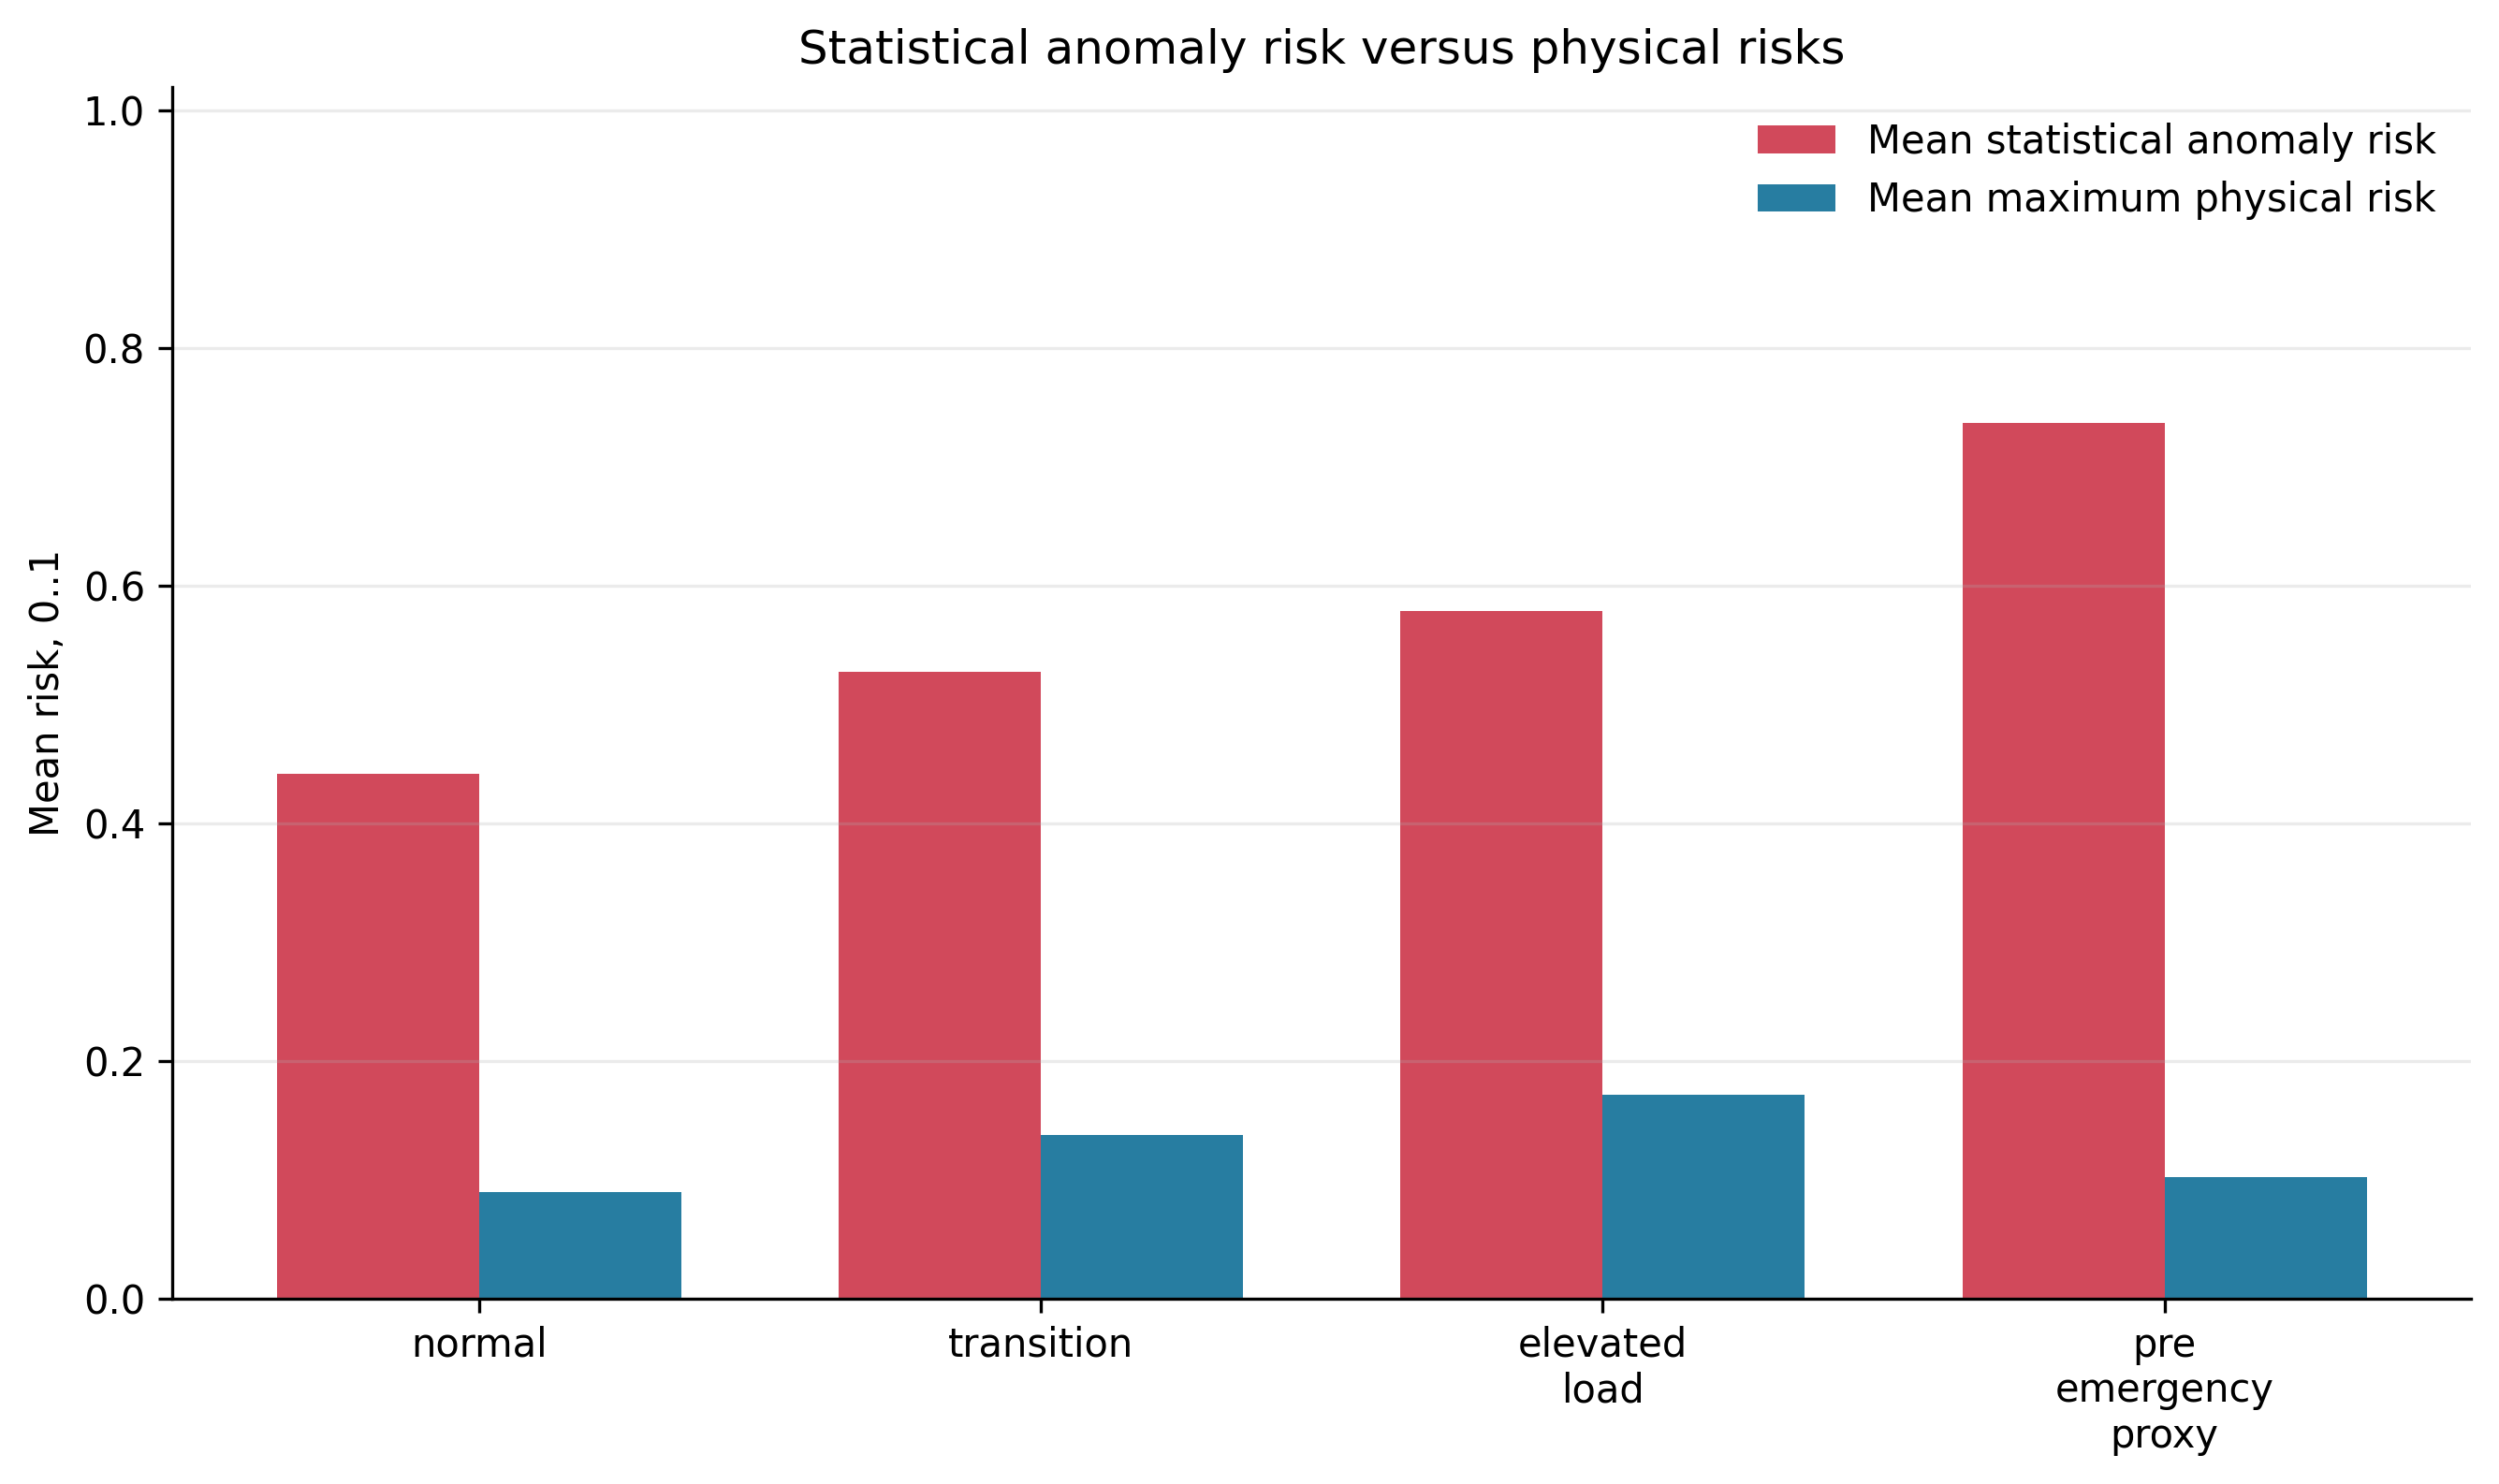 Statistical anomaly risk versus physical risks
1.0
0.8
0.6
0.4
0.2
0.0
Mean risk, 0..1
Mean statistical anomaly risk
Mean maximum physical risk
normal
transition
elevated
load
pre
emergency
proxy